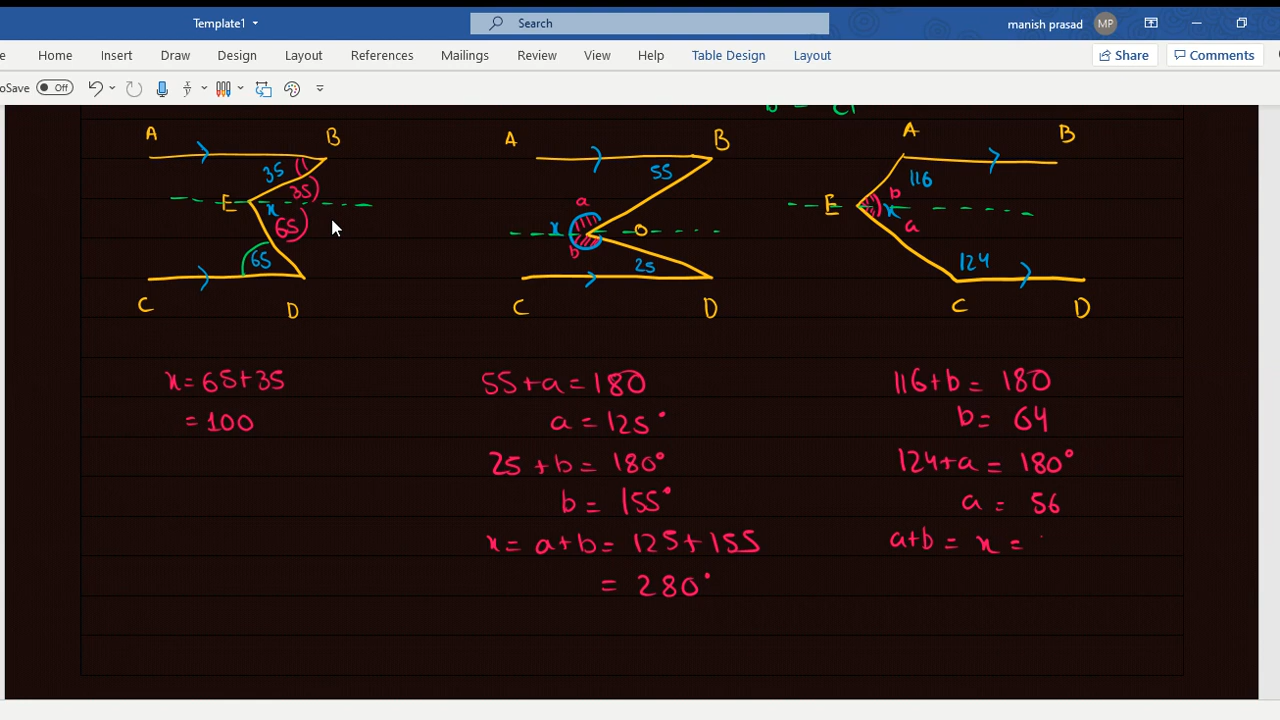 Template1
Search
manish prasad
MP
Home Insert Draw Design Layout References Mailings Review View Help Table Design Layout
Share
Comments
oSave Off
A B
35
35
E x
65
65
C D
A B
55
a
x O
b
25
C D
A B
116
E b
x
a
124
C D
x = 65+35
= 100
55 + a = 180
a = 125°
25 + b = 180°
b = 155°
x = a+b = 125+155
= 280°
116+b = 180
b = 64
124+a = 180°
a = 56
a+b = x =